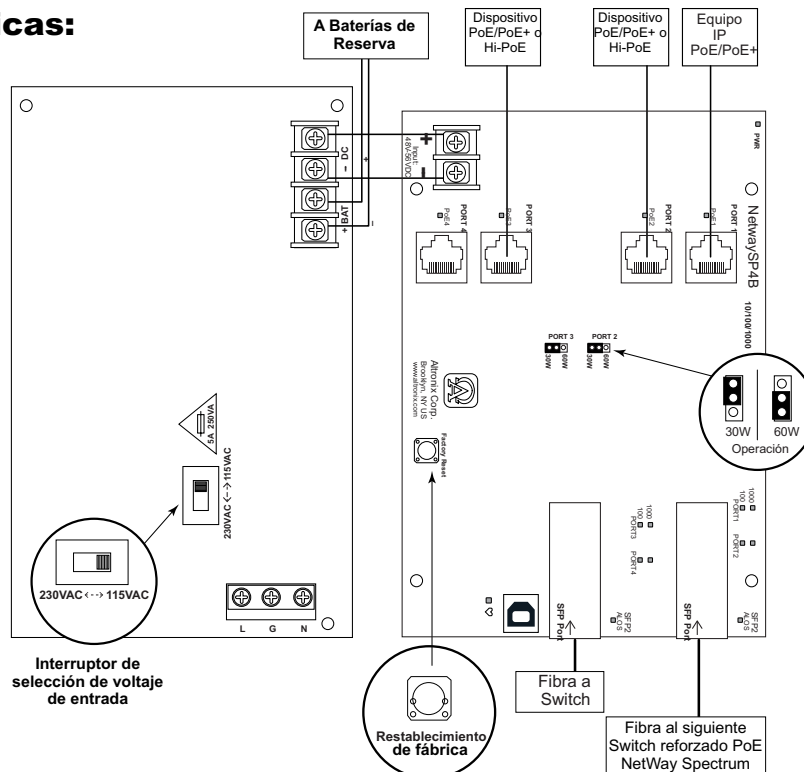 icas:
A Baterías de
Reserva
Dispositivo
PoE/PoE+ o
Hi-PoE
Dispositivo
PoE/PoE+ o
Hi-PoE
Equipo
IP
PoE/PoE+
– DC
+ BAT –
+
–
+
–
Input:
48V-56VDC
PWR
PORT 4
PoE4
PORT 3
PoE3
PORT 2
PoE2
PORT 1
PoE1
NetwaySP4B
10/100/1000
PORT 3
30W
60W
PORT 2
30W
60W
30W
60W
Operación
Altronix Corp.
Brooklyn, NY US
www.altronix.com
Factory Reset
5A 250VA
230VAC <--> 115VAC
230VAC <--> 115VAC
L G N
Interruptor de
selección de voltaje
de entrada
Restablecimiento
de fábrica
1000
100
PORT3
PORT4
1000
100
PORT1
PORT2
SFP Port
SFP2
ALOS
SFP Port
SFP2
ALOS
Fibra a
Switch
Fibra al siguiente
Switch reforzado PoE
NetWay Spectrum